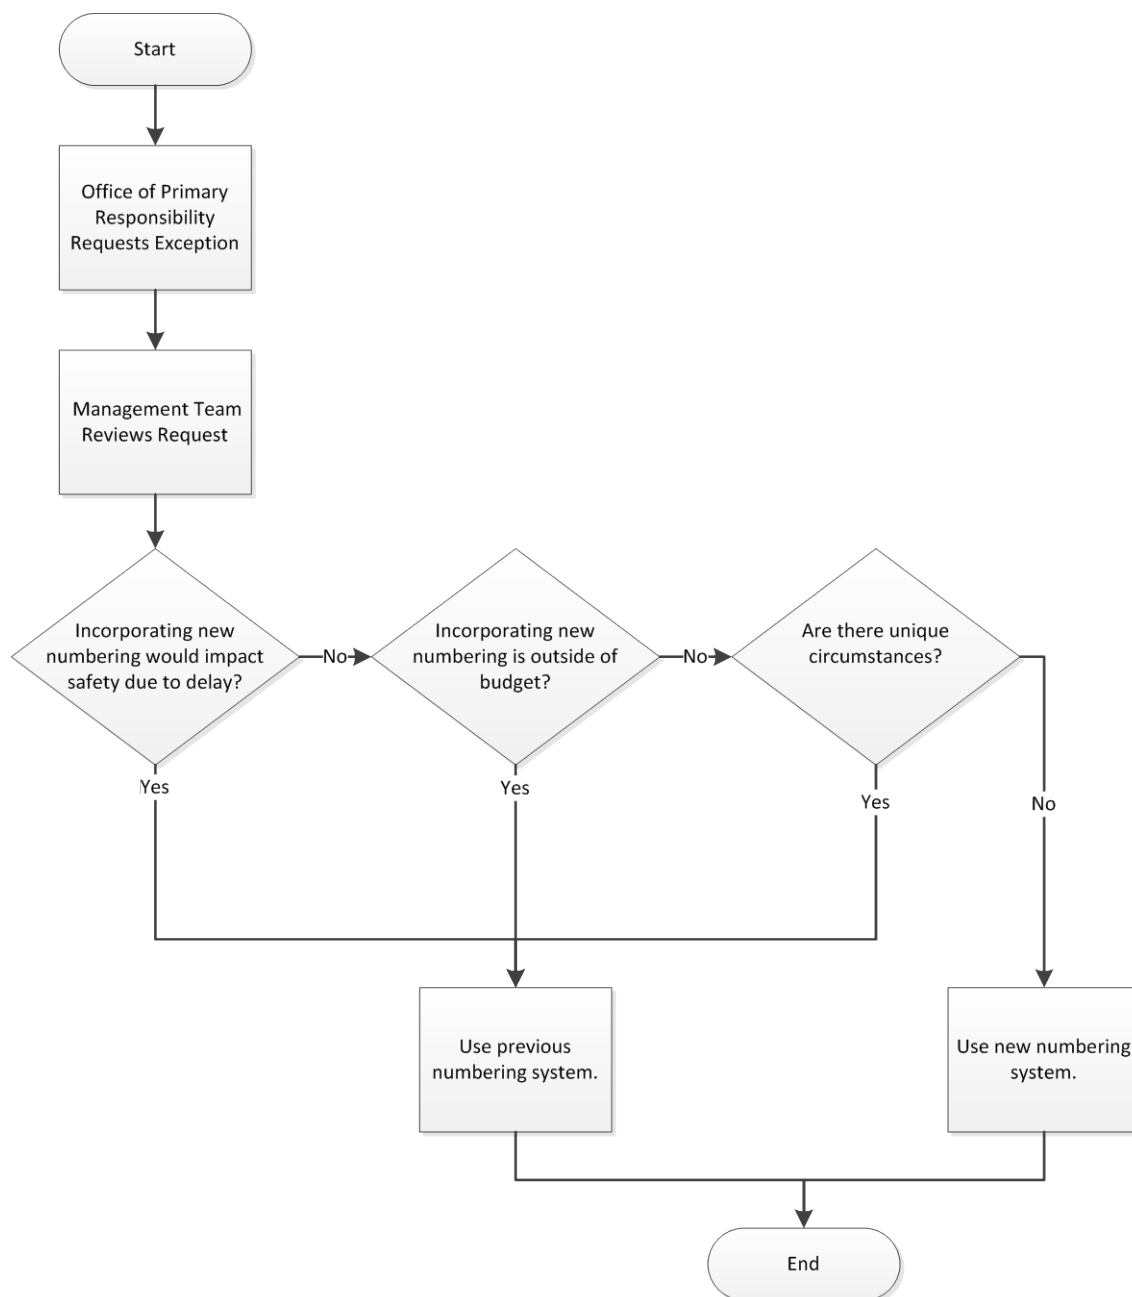 Start
Office of Primary
Responsibility
Requests Exception
Management Team
Reviews Request
Incorporating new
numbering would impact
safety due to delay?
No
Incorporating new
numbering is outside of
budget?
No
Are there unique
circumstances?
Yes
Yes
Yes
No
Use previous
numbering system.
Use new numbering
system.
End